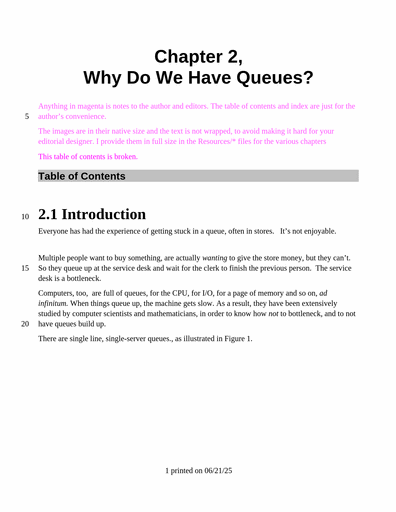 Chapter 2,
Why Do We Have Queues?
Anything in magenta is notes to the author and editors. The table of contents and index are just for the
5 author's convenience.
The images are in their native size and the text is not wrapped, to avoid making it hard for your
editorial designer. I provide them in full size in the Resources/* files for the various chapters
This table of contents is broken.
Table of Contents
10 2.1 Introduction
Everyone has had the experience of getting stuck in a queue, often in stores.   It's not enjoyable.
Multiple people want to buy something, are actually wanting to give the store money, but they can't.
15 So they queue up at the service desk and wait for the clerk to finish the previous person.  The service
desk is a bottleneck.
Computers, too,  are full of queues, for the CPU, for I/O, for a page of memory and so on, ad
infinitum. When things queue up, the machine gets slow. As a result, they have been extensively
studied by computer scientists and mathematicians, in order to know how not to bottleneck, and to not
20 have queues build up.
There are single line, single-server queues., as illustrated in Figure 1.
1 printed on 06/21/25